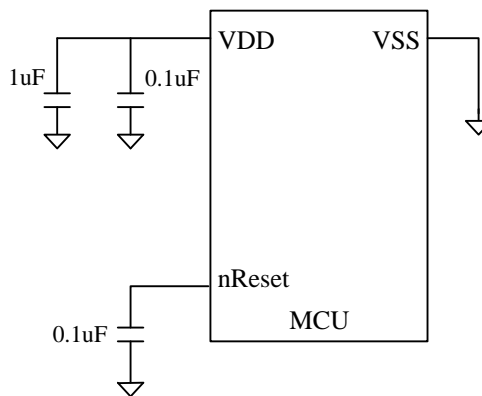 VDD
VSS
1uF
0.1uF
nReset
0.1uF
MCU